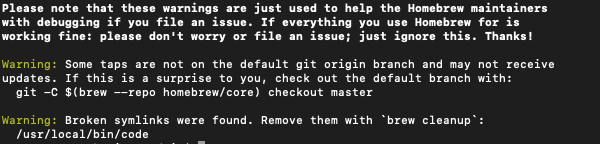 Please note that these warnings are just used to help the Homebrew maintainers
with debugging if you file an issue. If everything you use Homebrew for is
working fine: please don't worry or file an issue; just ignore this. Thanks!
Warning: Some taps are not on the default git origin branch and may not receive
updates. If this is a surprise to you, check out the default branch with:
git -C $(brew --repo homebrew/core) checkout master
Warning: Broken symlinks were found. Remove them with `brew cleanup`:
/usr/local/bin/code